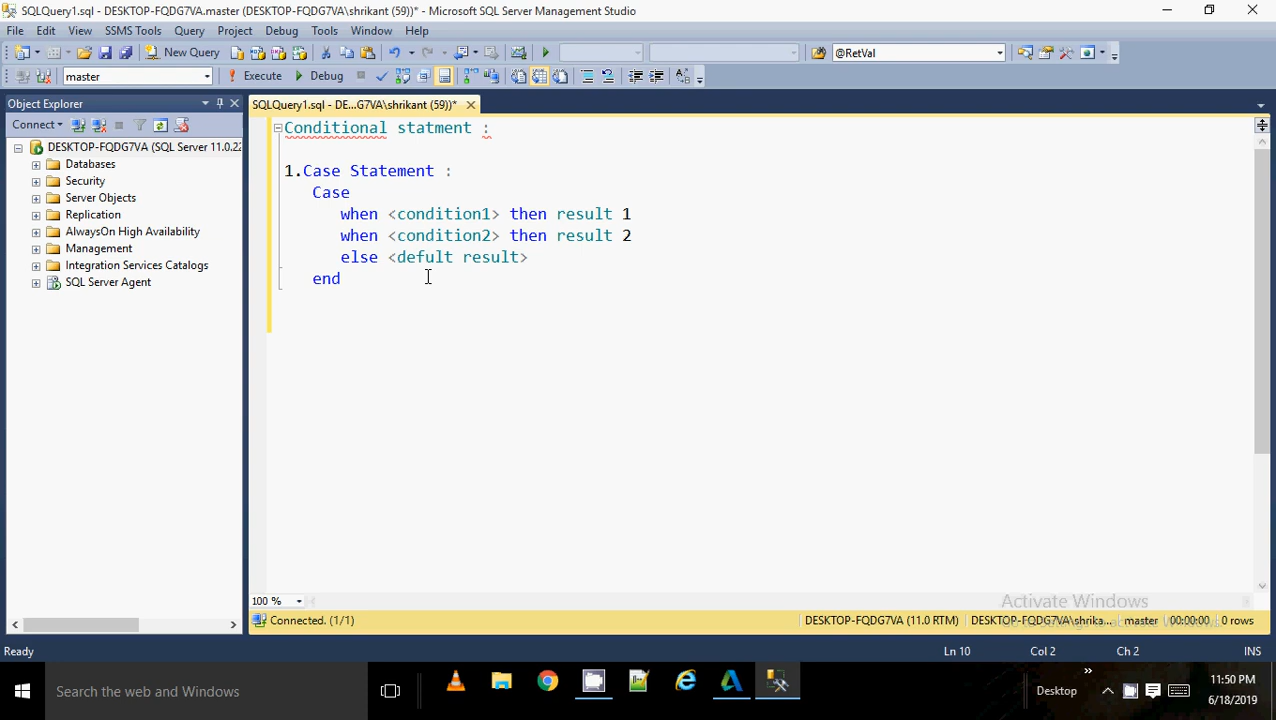 SQLQuery1.sql - DESKTOP-FQDG7VA.master (DESKTOP-FQDG7VA\shrikant (59))* - Microsoft SQL Server Management Studio
File Edit View SSMS Tools Query Project Debug Tools Window Help
New Query @RetVal
master Execute Debug
Object Explorer
SQLQuery1.sql - DE...G7VA\shrikant (59))*
Connect
DESKTOP-FQDG7VA (SQL Server 11.0.22
Databases
Security
Server Objects
Replication
AlwaysOn High Availability
Management
Integration Services Catalogs
SQL Server Agent
Conditional statment :
1.Case Statement :
Case
when <condition1> then result 1
when <condition2> then result 2
else <defult result>
end
100 %
Activate Windows
Connected. (1/1) DESKTOP-FQDG7VA (11.0 RTM) DESKTOP-FQDG7VA\shrika... master 00:00:00 0 rows
Ready Ln 10 Col 2 Ch 2 INS
Search the web and Windows
Desktop
11:50 PM
6/18/2019